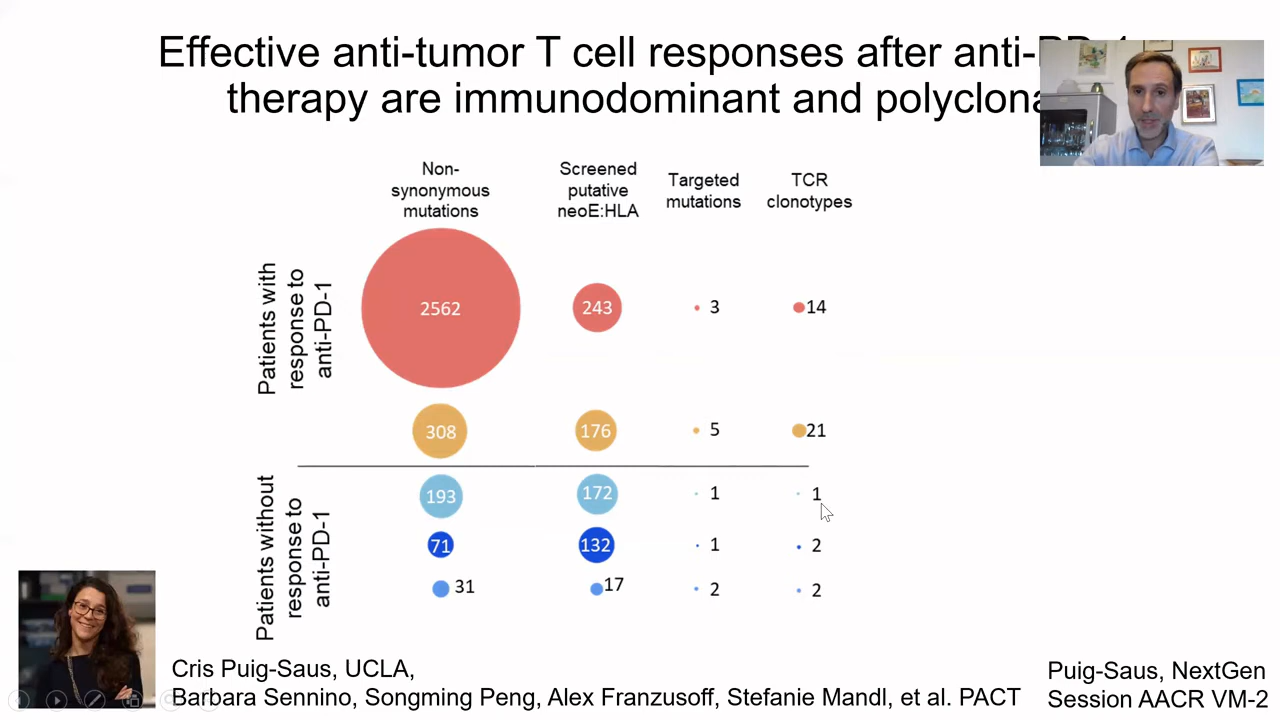 Effective anti-tumor T cell responses after anti-PD-1
therapy are immunodominant and polyclona
Non-
synonymous
mutations
Screened
putative
neoE:HLA
Targeted
mutations
TCR
clonotypes
Patients with
response to
anti-PD-1
2562
243
3
14
308
176
5
21
Patients without
response to
anti-PD-1
193
172
1
1
71
132
1
2
31
17
2
2
Cris Puig-Saus, UCLA,
Barbara Sennino, Songming Peng, Alex Franzusoff, Stefanie Mandl, et al. PACT
Puig-Saus, NextGen
Session AACR VM-2